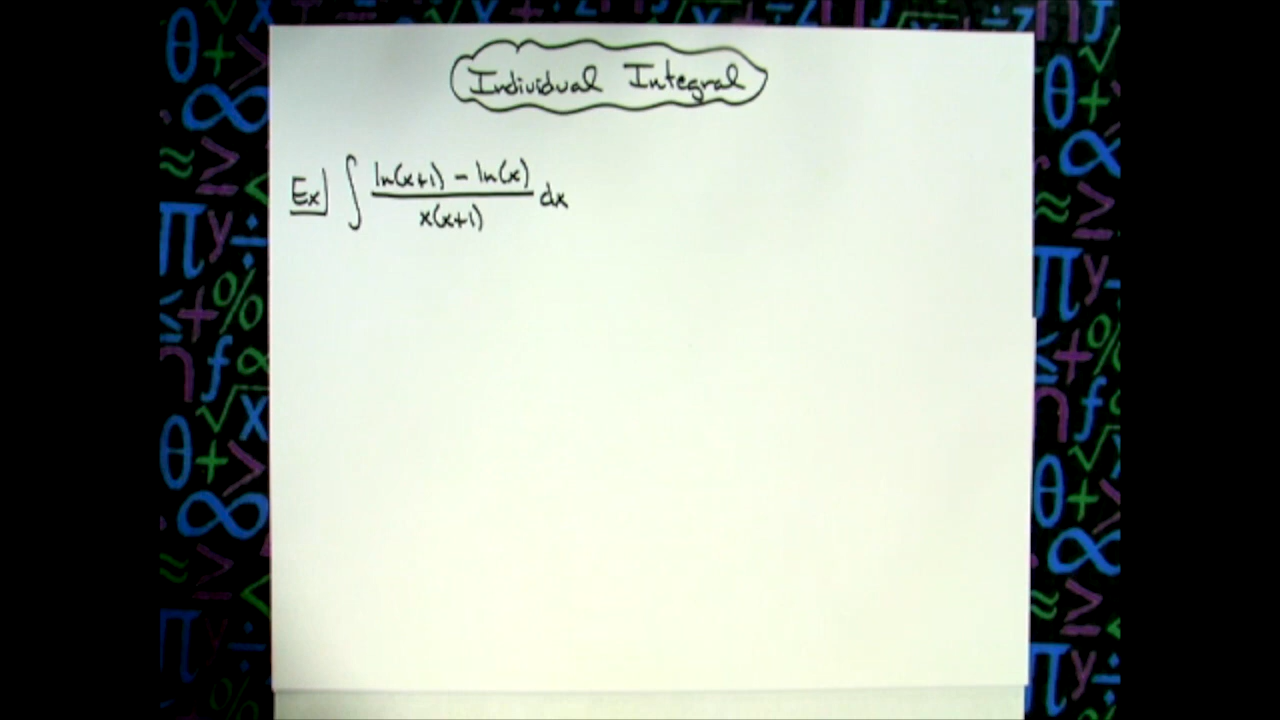 Individual Integral
Ex] ∫ ln(x+1) - ln(x) / x(x+1) dx